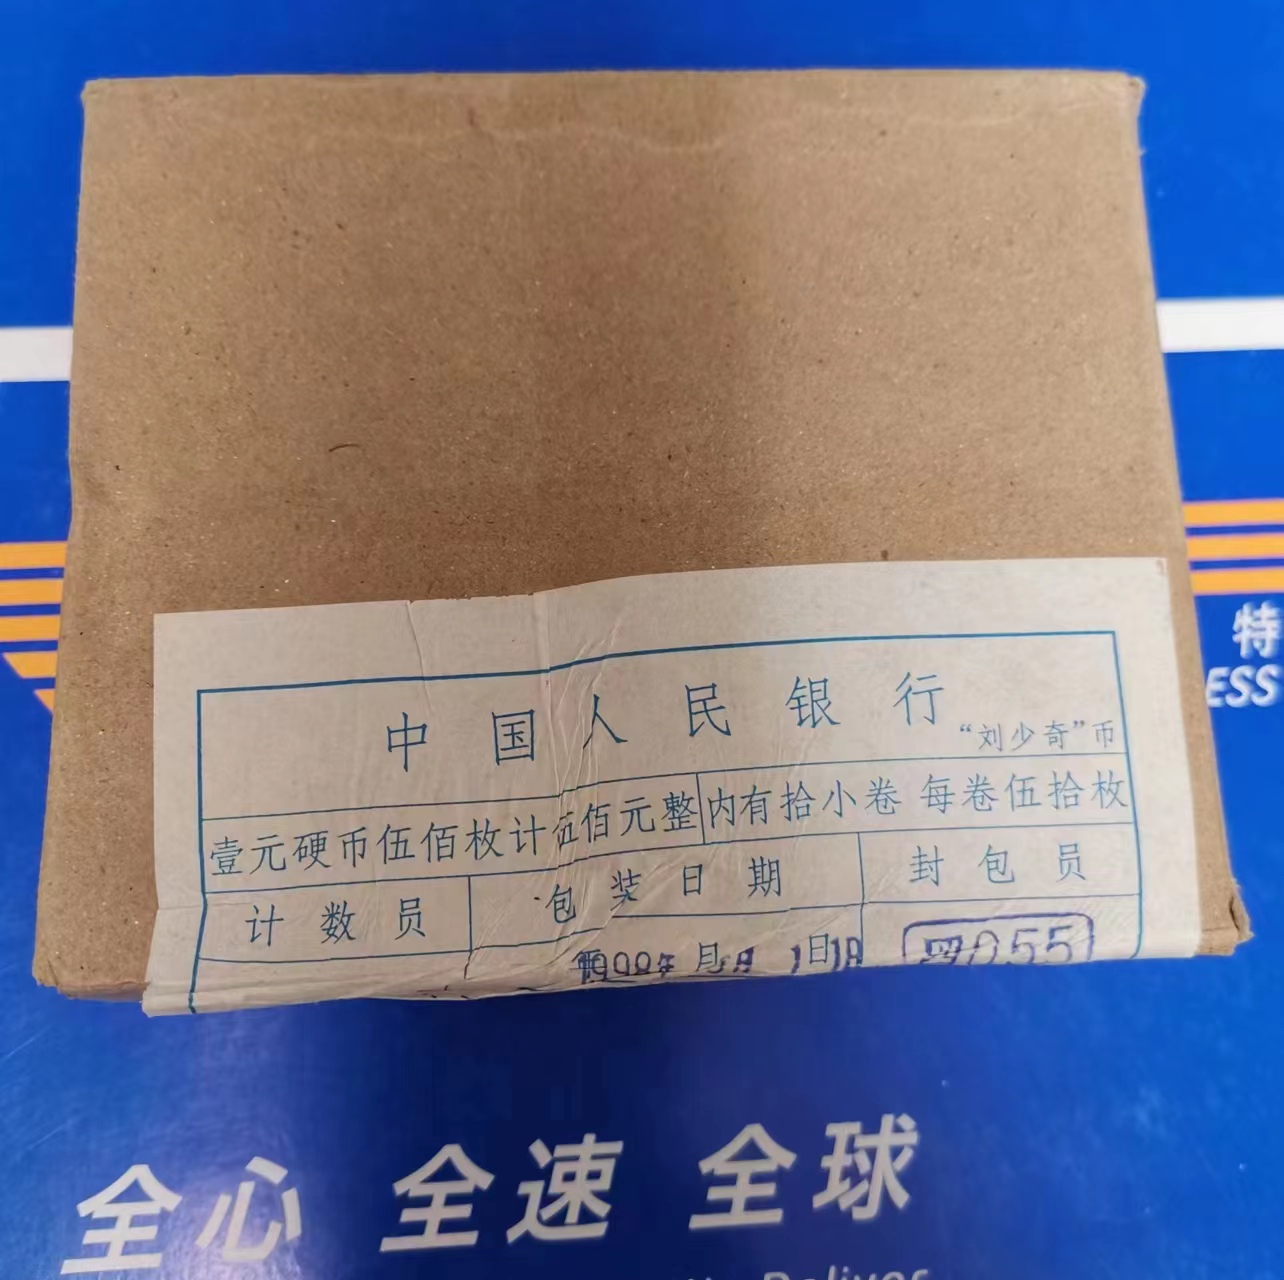 中国人民银行
“刘少奇”币
壹元硬币伍佰枚计伍佰元整 内有拾小卷 每卷伍拾枚
计数员 包装日期 封包员
055
特
ESS
全心 全速 全球